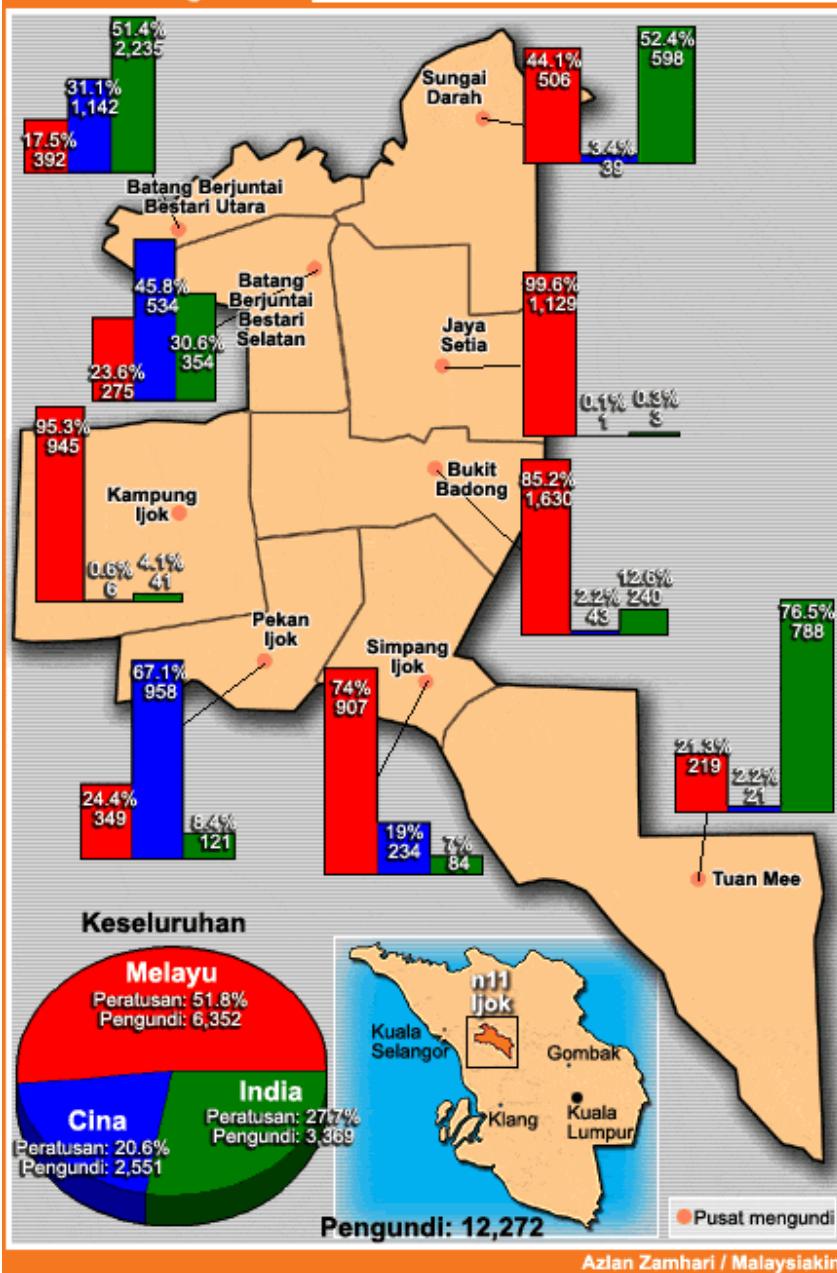 51.4%
2,235
31.1%
1,142
17.5%
392
Batang Berjuntai
Bestari Utara
Sungai
Darah
44.1%
506
3.4%
39
52.4%
598
45.8%
534
30.6%
354
23.6%
275
Batang
Berjuntai
Bestari
Selatan
Jaya
Setia
99.6%
1,129
0.1%
1
0.3%
3
95.3%
945
0.6%
6
4.1%
41
Kampung
Ijok
Bukit
Badong
85.2%
1,630
2.2%
43
12.6%
240
Pekan
Ijok
67.1%
958
24.4%
349
8.4%
121
Simpang
Ijok
74%
907
19%
234
7%
84
76.5%
788
21.3%
219
2.2%
21
Tuan Mee
Keseluruhan
Melayu
Peratusan: 51.8%
Pengundi: 6,352
India
Peratusan: 27.7%
Pengundi: 3,369
Cina
Peratusan: 20.6%
Pengundi: 2,551
n11
Ijok
Kuala
Selangor
Gombak
Klang
Kuala
Lumpur
Pengundi: 12,272
Pusat mengundi
Azlan Zamhari / Malaysiakin